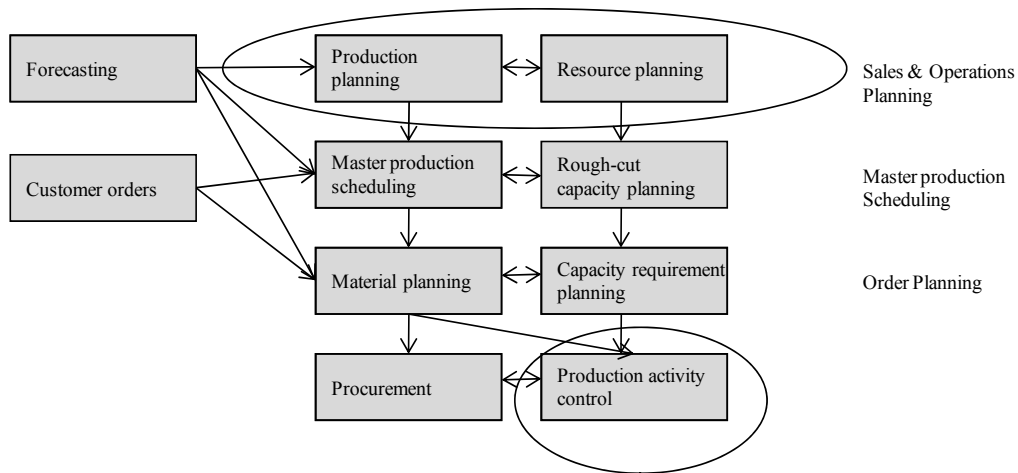 Forecasting
Production
planning
Resource planning
Sales & Operations
Planning
Customer orders
Master production
scheduling
Rough-cut
capacity planning
Master production
Scheduling
Material planning
Capacity requirement
planning
Order Planning
Procurement
Production activity
control